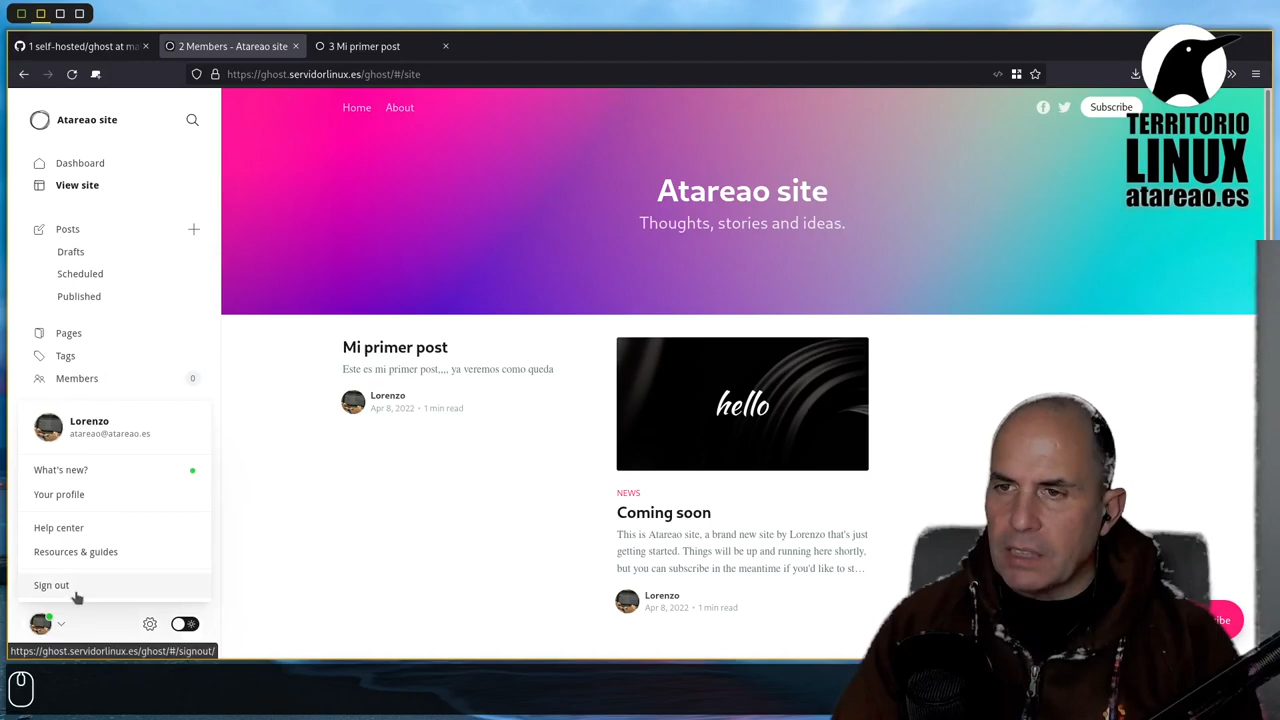 1 self-hosted/ghost at ma
2 Members - Atareao site
3 Mi primer post
https://ghost.servidorlinux.es/ghost/#/site
Atareao site
Dashboard
View site
Posts
Drafts
Scheduled
Published
Pages
Tags
Members
0
Lorenzo
atareao@atareao.es
What's new?
Your profile
Help center
Resources & guides
Sign out
https://ghost.servidorlinux.es/ghost/#/signout/
Home
About
Subscribe
Atareao site
Thoughts, stories and ideas.
Mi primer post
Este es mi primer post,,,, ya veremos como queda
Lorenzo
Apr 8, 2022 • 1 min read
hello
NEWS
Coming soon
This is Atareao site, a brand new site by Lorenzo that's just
getting started. Things will be up and running here shortly,
but you can subscribe in the meantime if you'd like to st…
Lorenzo
Apr 8, 2022 • 1 min read
TERRITORIO
LINUX
atareao.es